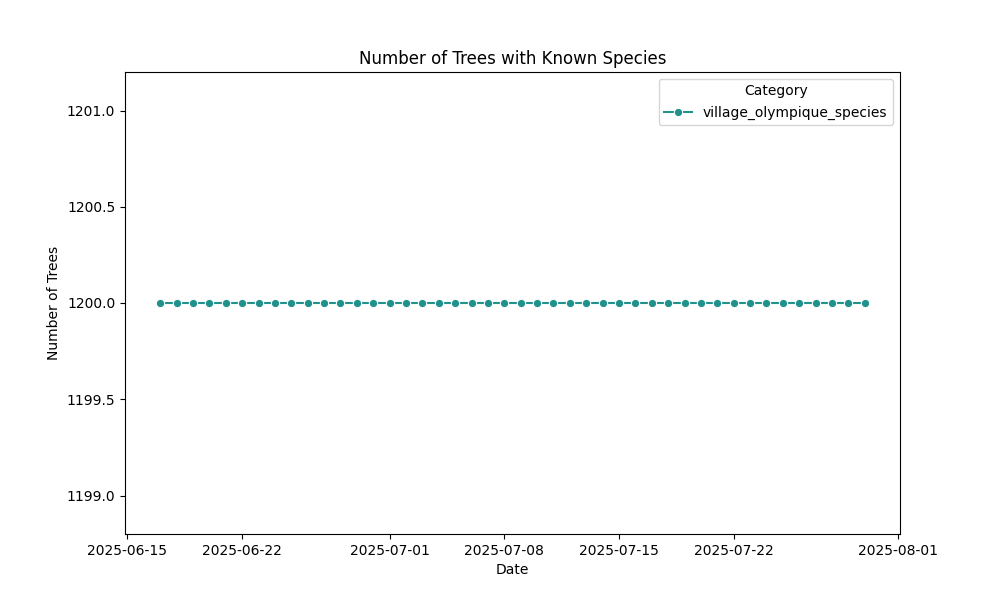 Number of Trees with Known Species
Category
village_olympique_species
1201.0
1200.5
1200.0
1199.5
1199.0
Number of Trees
2025-06-15
2025-06-22
2025-07-01
2025-07-08
2025-07-15
2025-07-22
2025-08-01
Date